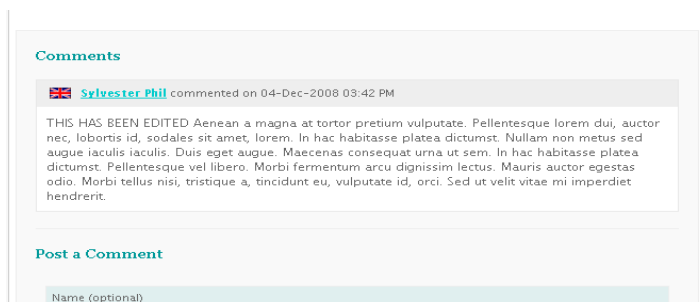 Comments
Sylvester Phil commented on 04-Dec-2008 03:42 PM
THIS HAS BEEN EDITED Aenean a magna at tortor pretium vulputate. Pellentesque lorem dui, auctor
nec, lobortis id, sodales sit amet, lorem. In hac habitasse platea dictumst. Nullam non metus sed
augue iaculis iaculis. Duis eget augue. Maecenas consequat urna ut sem. In hac habitasse platea
dictumst. Pellentesque vel libero. Morbi fermentum arcu dignissim lectus. Mauris auctor egestas
odio. Morbi tellus nisi, tristique a, tincidunt eu, vulputate id, orci. Sed ut velit vitae mi imperdiet
hendrerit.
Post a Comment
Name (optional)